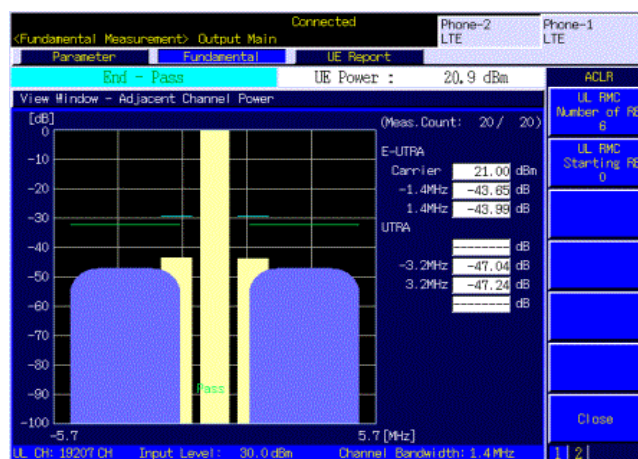 Connected
<Fundamental Measurement> Output Main
Phone-2
LTE
Phone-1
LTE
Parameter
Fundamental
UE Report
End - Pass
UE Power :
20.9 dBm
ACLR
View Window - Adjacent Channel Power
UL RMC
Number of RB
6
UL RMC
Starting RB
0
[dB]
(Meas.Count: 20/ 20)
E-UTRA
Carrier 21.00 dBm
-1.4MHz -43.65 dB
1.4MHz -43.99 dB
UTRA
-------- dB
-3.2MHz -47.04 dB
3.2MHz -47.24 dB
-------- dB
0
-10
-20
-30
-40
-50
-60
-70
-80
-90
-100
Pass
-5.7
5.7 [MHz]
Close
UL CH: 19207 CH Input Level: 30.0 dBm Channel Bandwidth: 1.4 MHz
1 2